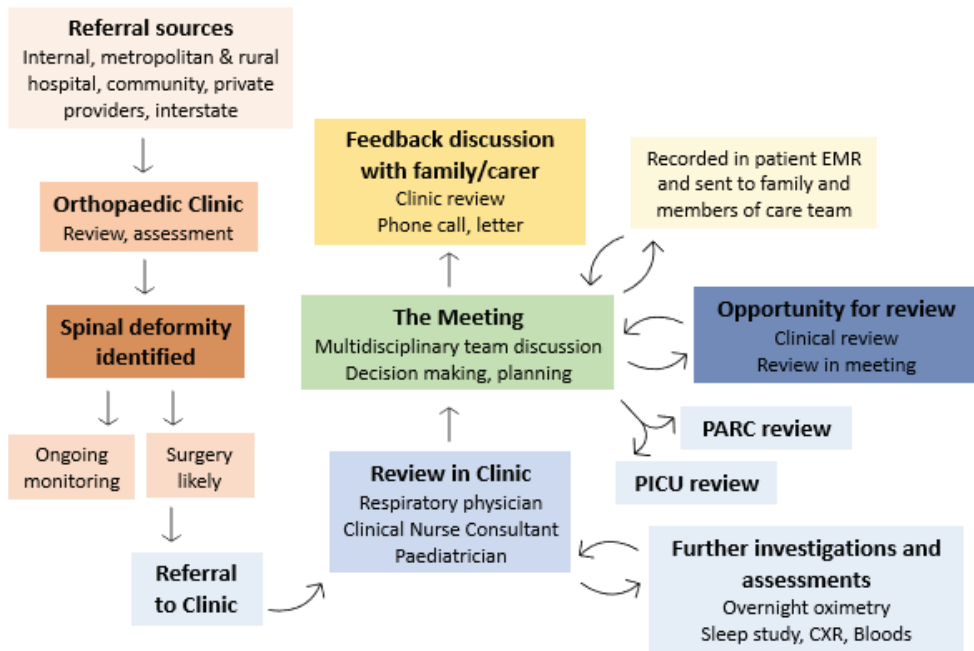 Referral sources
Internal, metropolitan & rural
hospital, community, private
providers, interstate
Orthopaedic Clinic
Review, assessment
Spinal deformity
identified
Ongoing
monitoring
Surgery
likely
Referral
to Clinic
Review in Clinic
Respiratory physician
Clinical Nurse Consultant
Paediatrician
Further investigations and
assessments
Overnight oximetry
Sleep study, CXR, Bloods
The Meeting
Multidisciplinary team discussion
Decision making, planning
PARC review
PICU review
Opportunity for review
Clinical review
Review in meeting
Recorded in patient EMR
and sent to family and
members of care team
Feedback discussion
with family/carer
Clinic review
Phone call, letter